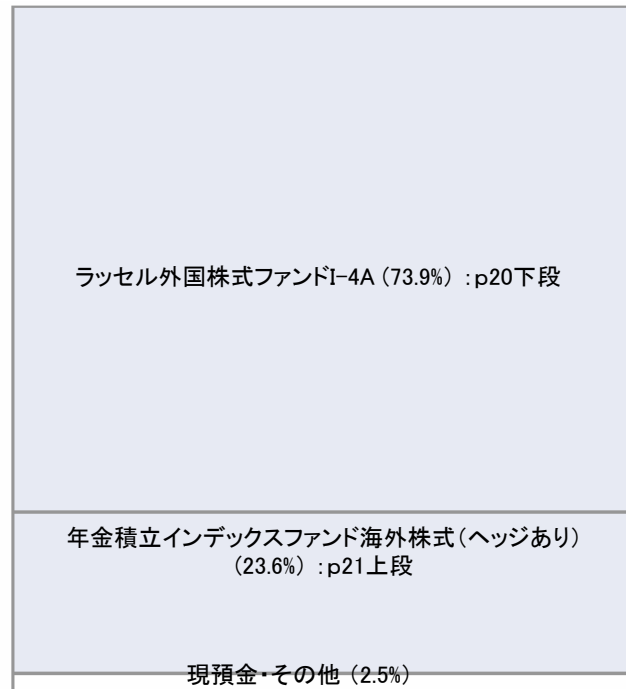 ラッセル外国株式ファンドI-4A (73.9%) :p20下段
年金積立インデックスファンド海外株式(ヘッジあり)
(23.6%) :p21上段
現預金・その他 (2.5%)